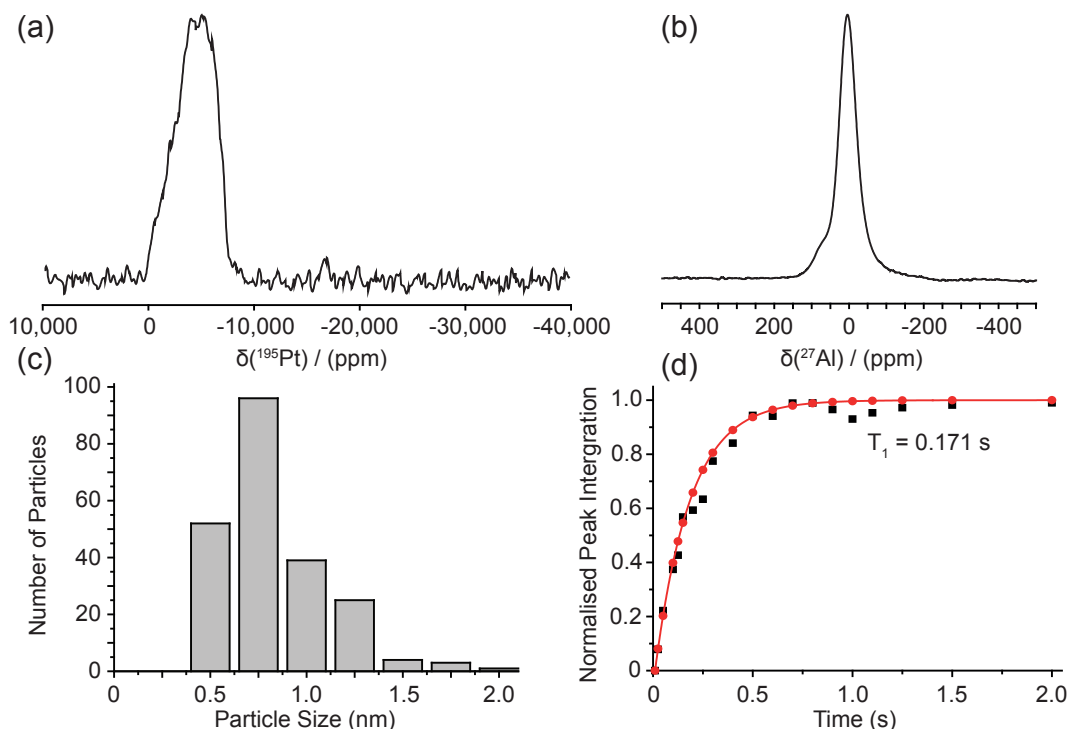 (a)
10,000 0 -10,000 -20,000 -30,000 -40,000
δ(¹⁹⁵Pt) / (ppm)
(b)
400 200 0 -200 -400
δ(²⁷Al) / (ppm)
(c)
100
80
60
40
20
0
Number of Particles
0 0.5 1.0 1.5 2.0
Particle Size (nm)
(d)
1.0
0.8
0.6
0.4
0.2
0
Normalised Peak Intergration
T₁ = 0.171 s
0 0.5 1.0 1.5 2.0
Time (s)